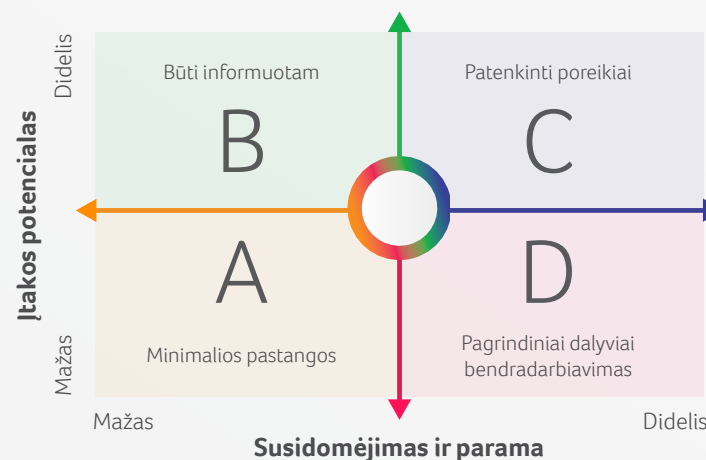 Įtakos potencialas
Didelis
Mažas
Būti informuotam
B
Patenkinti poreikiai
C
A
Minimalios pastangos
D
Pagrindiniai dalyviai
bendradarbiavimas
Mažas
Didelis
Susidomėjimas ir parama